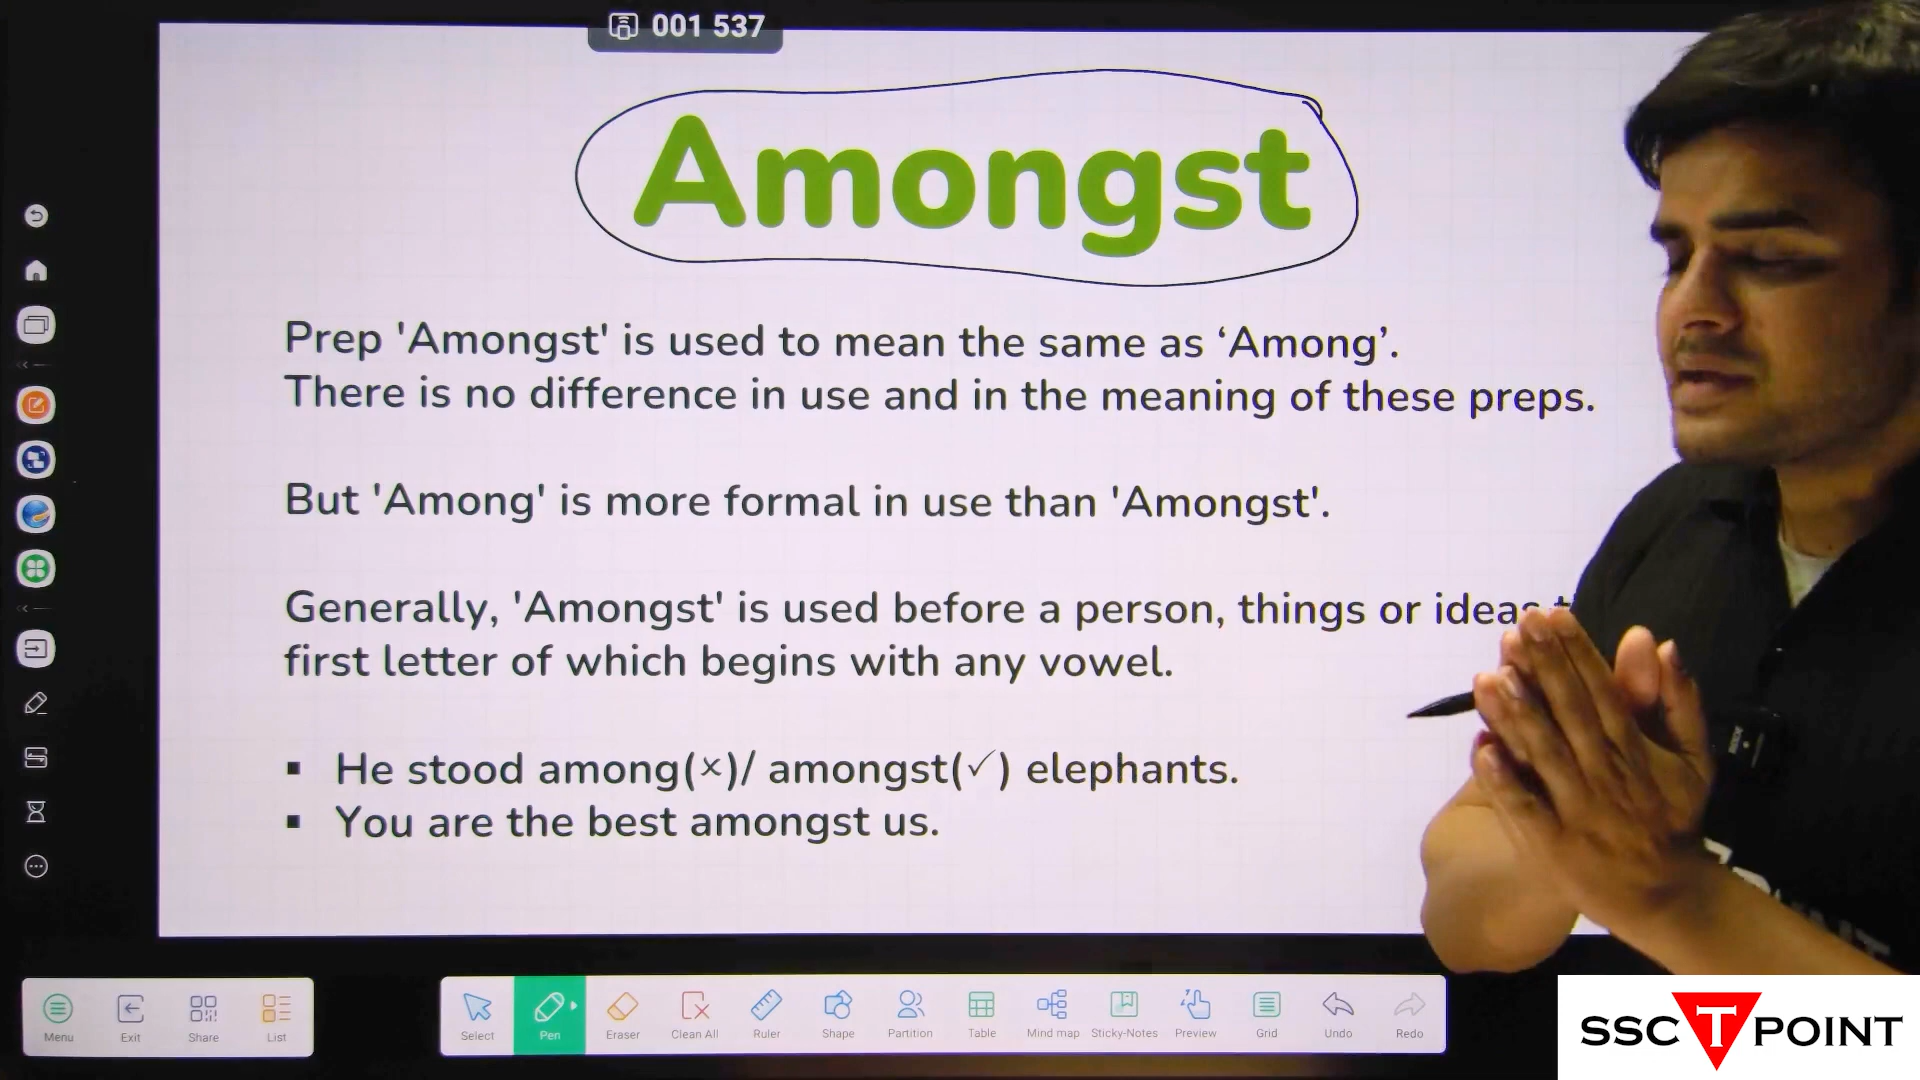 001 537
Amongst
Prep 'Amongst' is used to mean the same as ‘Among’.
There is no difference in use and in the meaning of these preps.
But 'Among' is more formal in use than 'Amongst'.
Generally, 'Amongst' is used before a person, things or ideas
first letter of which begins with any vowel.
▪ He stood among(×)/ amongst(✓) elephants.
▪ You are the best amongst us.
Menu Exit Share List
Select Pen Eraser Clean All Ruler Shape Partition Table Mind map Sticky-Notes Preview Grid Undo Redo
SSC T POINT